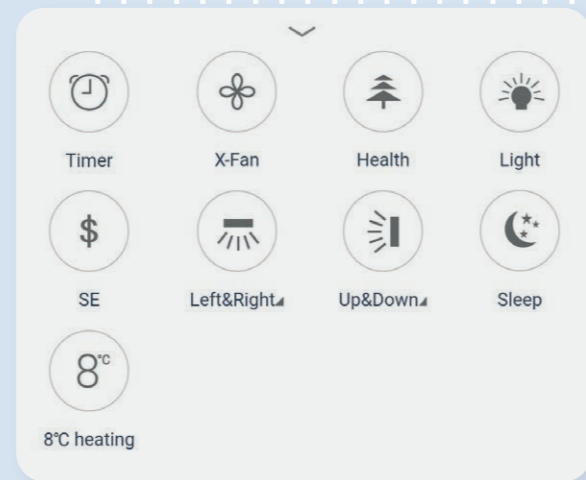 Timer
X-Fan
Health
Light
$
SE
Left&Right
Up&Down
Sleep
8°C
8°C heating